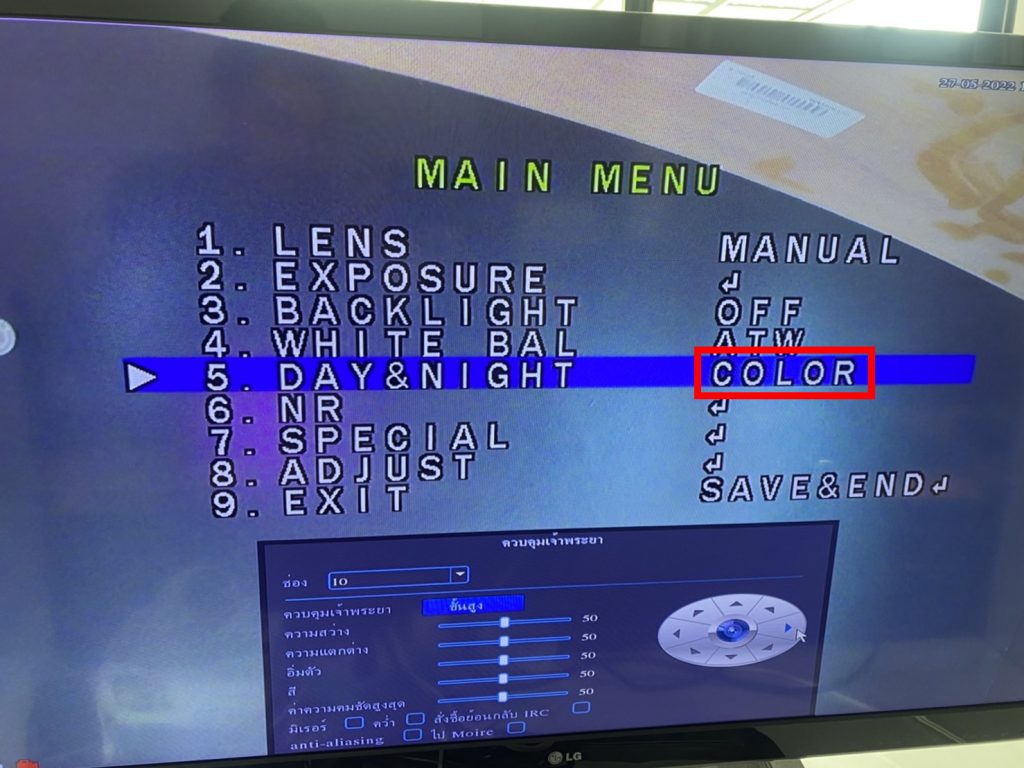 27-05-2022
MAIN MENU
1. LENS MANUAL
2. EXPOSURE ↲
3. BACKLIGHT OFF
4. WHITE BAL ATW
5. DAY&NIGHT COLOR
6. NR ↲
7. SPECIAL ↲
8. ADJUST ↲
9. EXIT SAVE&END↲
ควบคุมเจ้าพระยา
ช่อง 10
ควบคุมเจ้าพระยา ขั้นสูง
ความสว่าง 50
ความแตกต่าง 50
อิ่มตัว 50
สี 50
ค่าความคมชัดสูงสุด 50
มิเรอร์ คว่ำ สั่งซื้อย้อนกลับ IRC
anti-aliasing ไป Moire
LG